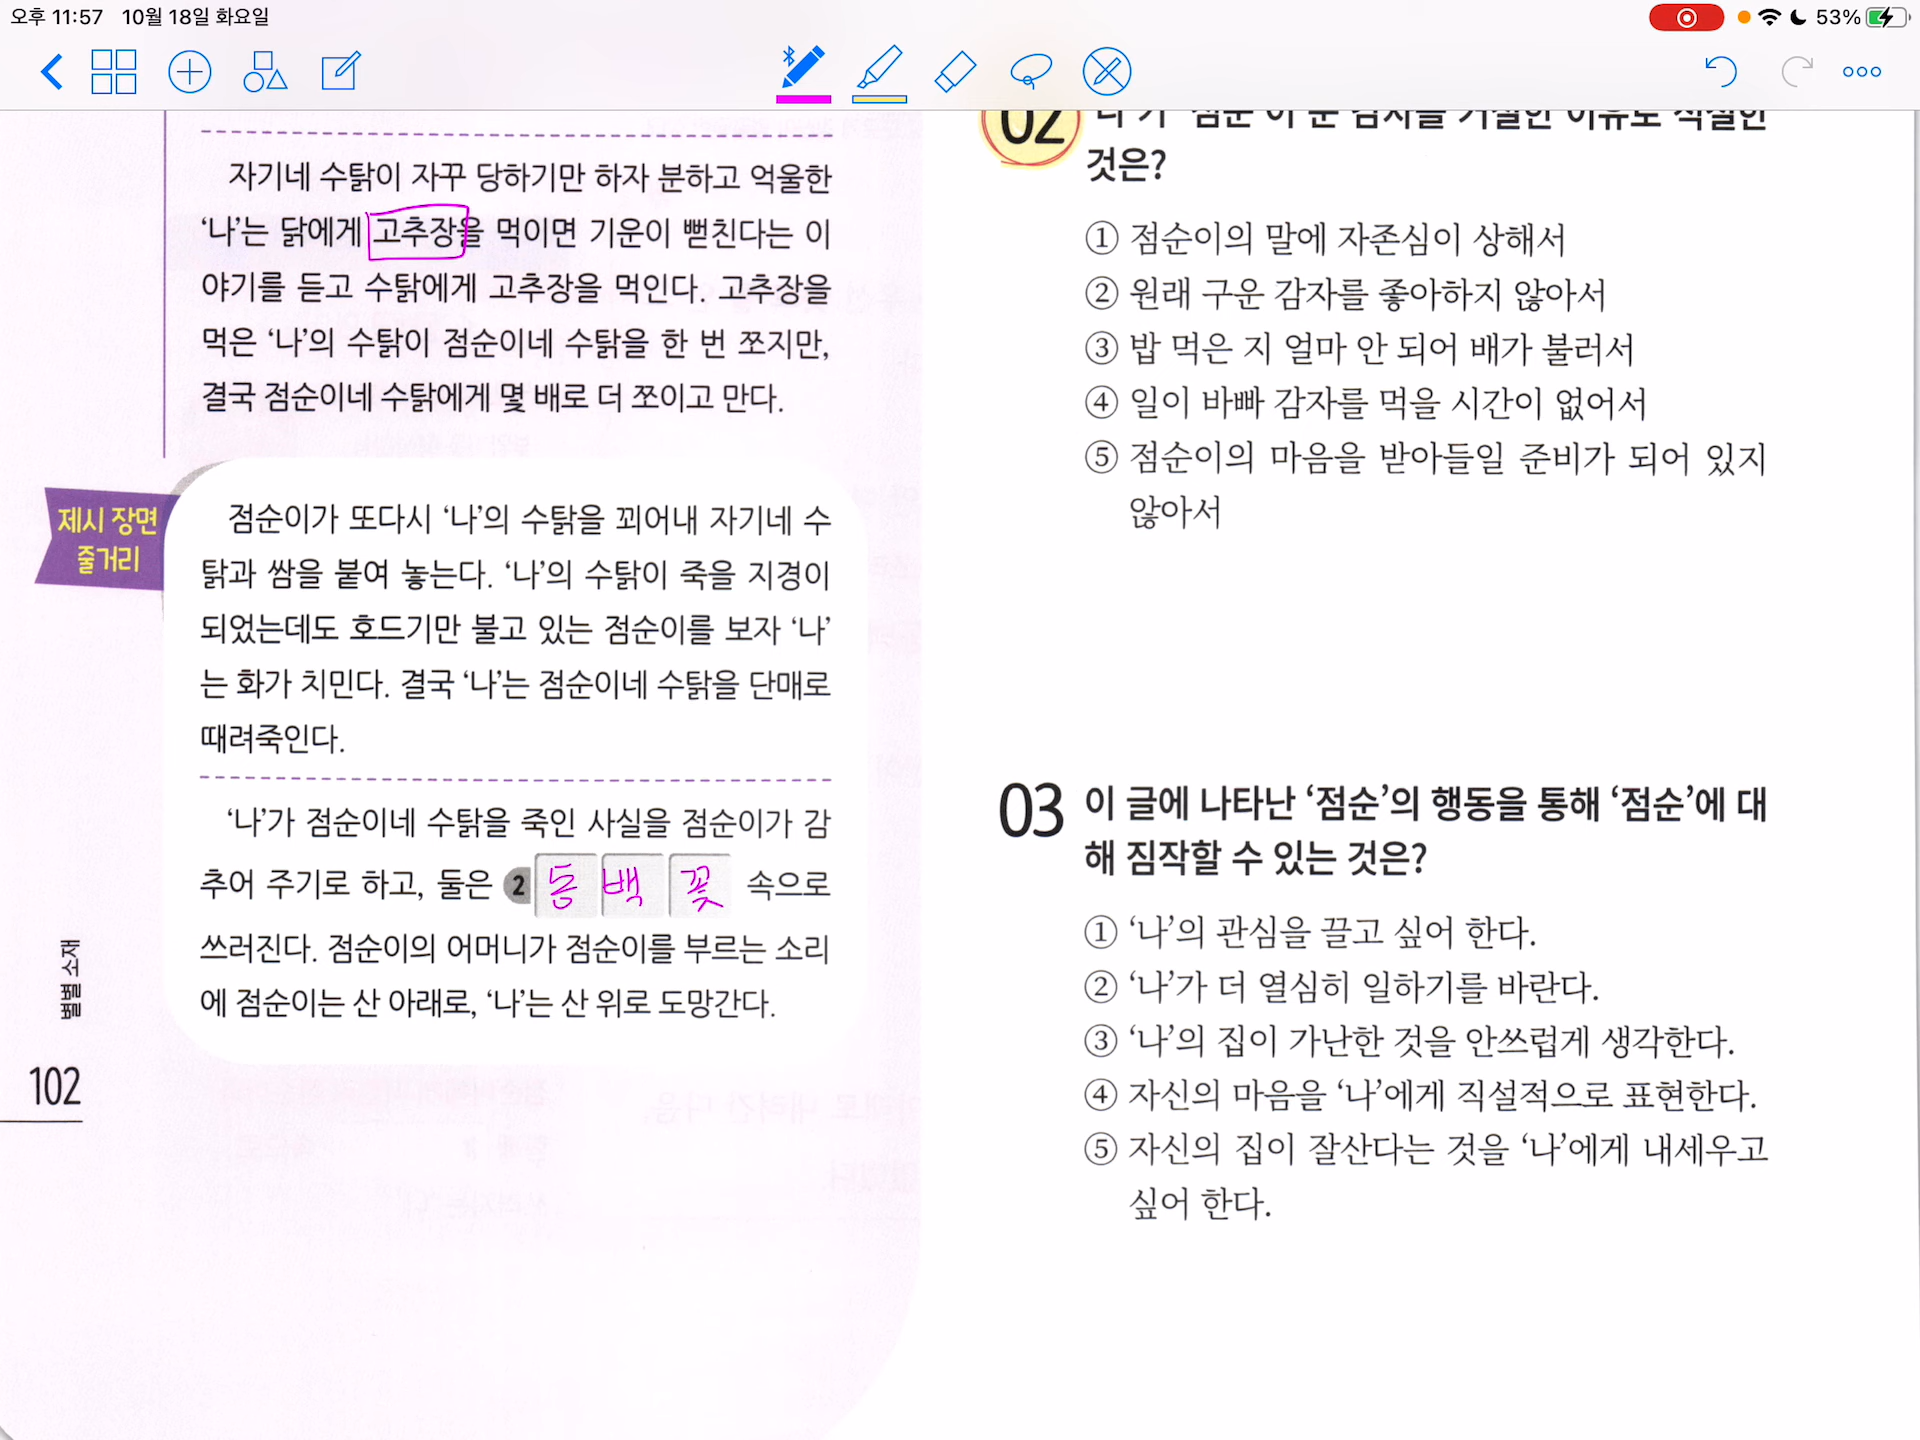 오후 11:57 10월 18일 화요일
53%
자기네 수탉이 자꾸 당하기만 하자 분하고 억울한
‘나’는 닭에게 고추장을 먹이면 기운이 뻗친다는 이
야기를 듣고 수탉에게 고추장을 먹인다. 고추장을
먹은 ‘나’의 수탉이 점순이네 수탉을 한 번 쪼지만,
결국 점순이네 수탉에게 몇 배로 더 쪼이고 만다.
제시 장면
줄거리
점순이가 또다시 ‘나’의 수탉을 꾀어내 자기네 수
탉과 쌈을 붙여 놓는다. ‘나’의 수탉이 죽을 지경이
되었는데도 호드기만 불고 있는 점순이를 보자 ‘나’
는 화가 치민다. 결국 ‘나’는 점순이네 수탉을 단매로
때려죽인다.
‘나’가 점순이네 수탉을 죽인 사실을 점순이가 감
추어 주기로 하고, 둘은 2 동백꽃 속으로
쓰러진다. 점순이의 어머니가 점순이를 부르는 소리
에 점순이는 산 아래로, ‘나’는 산 위로 도망간다.
별별 소재
102
02 이유로 적절한
것은?
① 점순이의 말에 자존심이 상해서
② 원래 구운 감자를 좋아하지 않아서
③ 밥 먹은 지 얼마 안 되어 배가 불러서
④ 일이 바빠 감자를 먹을 시간이 없어서
⑤ 점순이의 마음을 받아들일 준비가 되어 있지
않아서
03 이 글에 나타난 ‘점순’의 행동을 통해 ‘점순’에 대
해 짐작할 수 있는 것은?
① ‘나’의 관심을 끌고 싶어 한다.
② ‘나’가 더 열심히 일하기를 바란다.
③ ‘나’의 집이 가난한 것을 안쓰럽게 생각한다.
④ 자신의 마음을 ‘나’에게 직설적으로 표현한다.
⑤ 자신의 집이 잘산다는 것을 ‘나’에게 내세우고
싶어 한다.